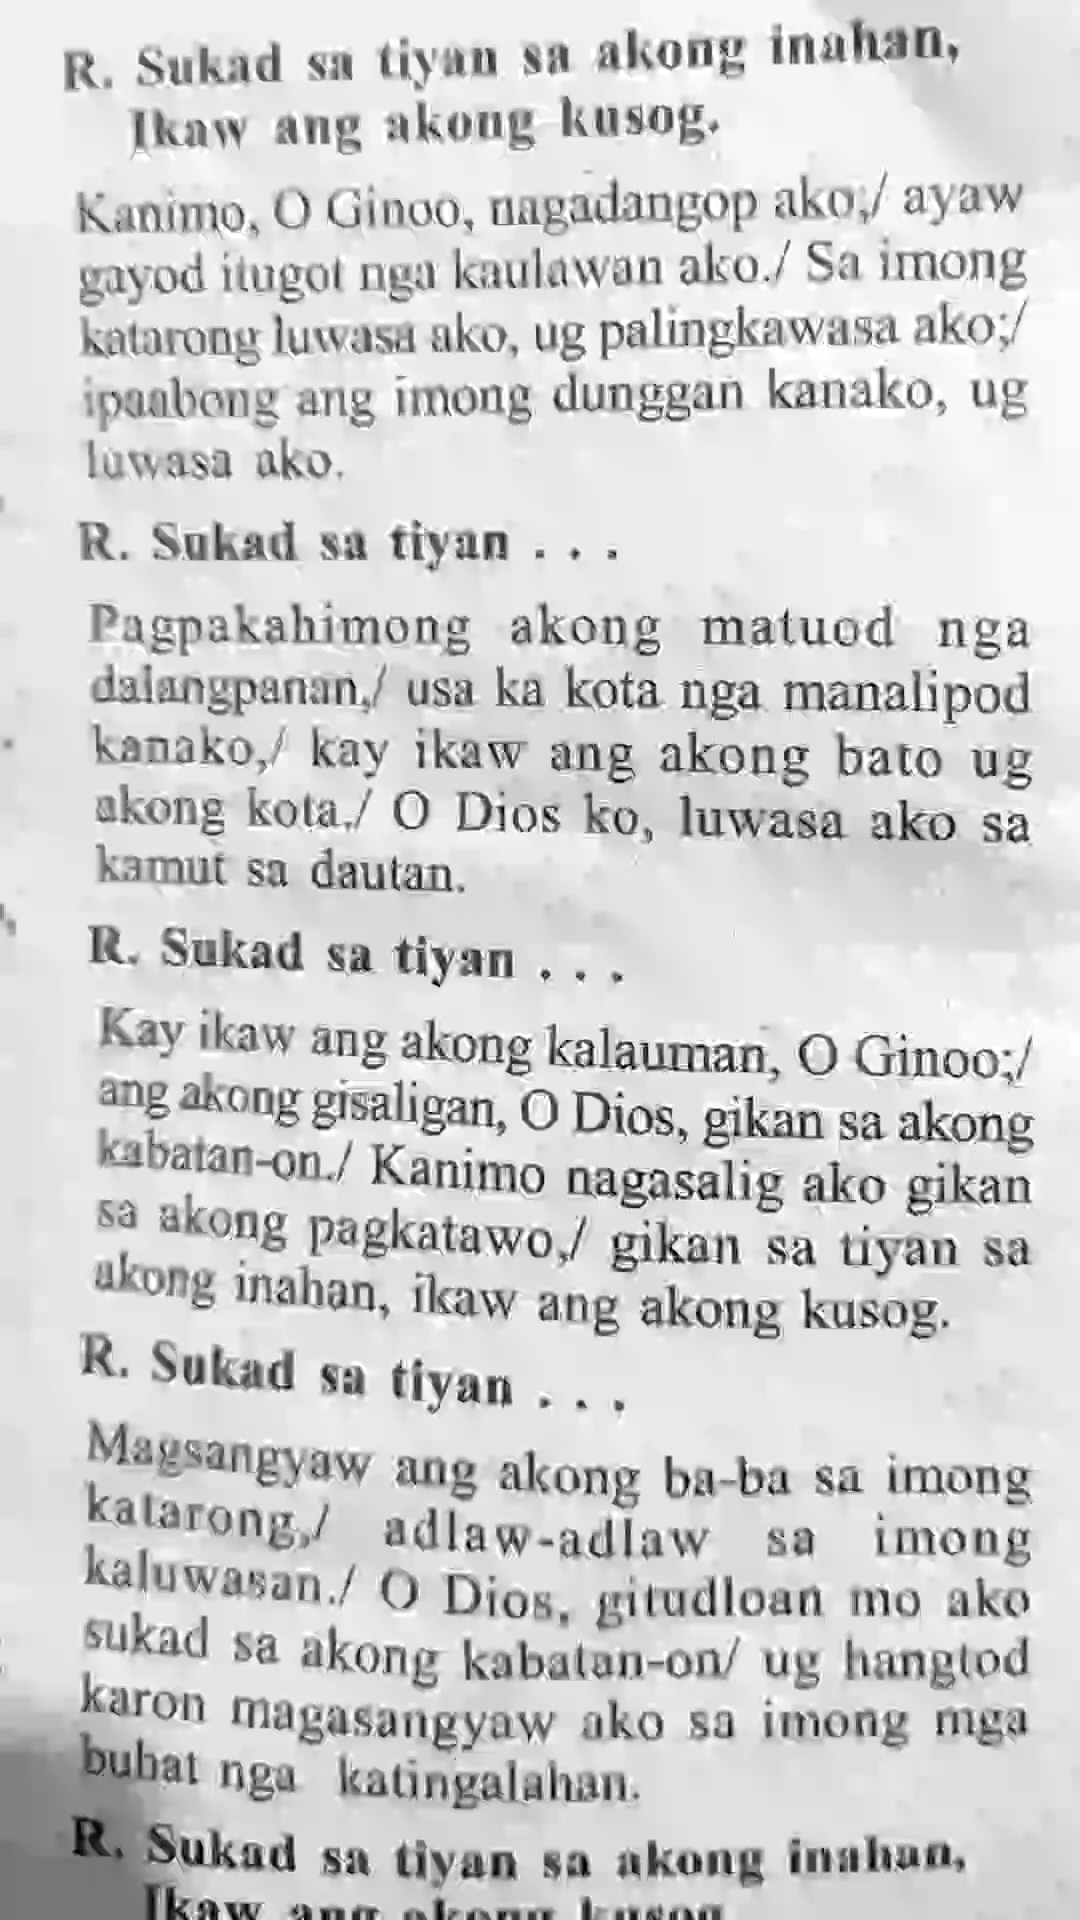 R. Sukad sa tiyan sa akong inahan,
Ikaw ang akong kusog.
Kanimo, O Ginoo, nagadangop ako;/ ayaw
gayod itugot nga kaulawan ako./ Sa imong
katarong luwasa ako, ug palingkawasa ako;/
ipaabong ang imong dunggan kanako, ug
luwasa ako.
R. Sukad sa tiyan . . .
Pagpakahimong akong matuod nga
dalangpanan,/ usa ka kota nga manalipod
kanako,/ kay ikaw ang akong bato ug
akong kota./ O Dios ko, luwasa ako sa
kamut sa dautan.
R. Sukad sa tiyan . . .
Kay ikaw ang akong kalauman, O Ginoo;/
ang akong gisaligan, O Dios, gikan sa akong
kabatan-on./ Kanimo nagasalig ako gikan
sa akong pagkatawo,/ gikan sa tiyan sa
akong inahan, ikaw ang akong kusog.
R. Sukad sa tiyan . . .
Magsangyaw ang akong ba-ba sa imong
katarong,/ adlaw-adlaw sa imong
kaluwasan./ O Dios, gitudloan mo ako
sukad sa akong kabatan-on/ ug hangtod
karon magasangyaw ako sa imong mga
buhat nga katingalahan.
R. Sukad sa tiyan sa akong inahan,
Ikaw ang akong kusog